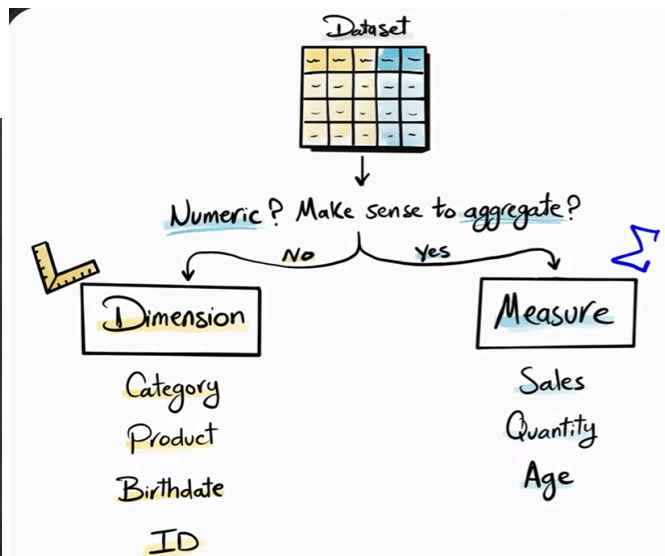 Dataset
Numeric? Make sense to aggregate?
No
Yes
Dimension
Measure
Category
Product
Birthdate
ID
Sales
Quantity
Age
Σ